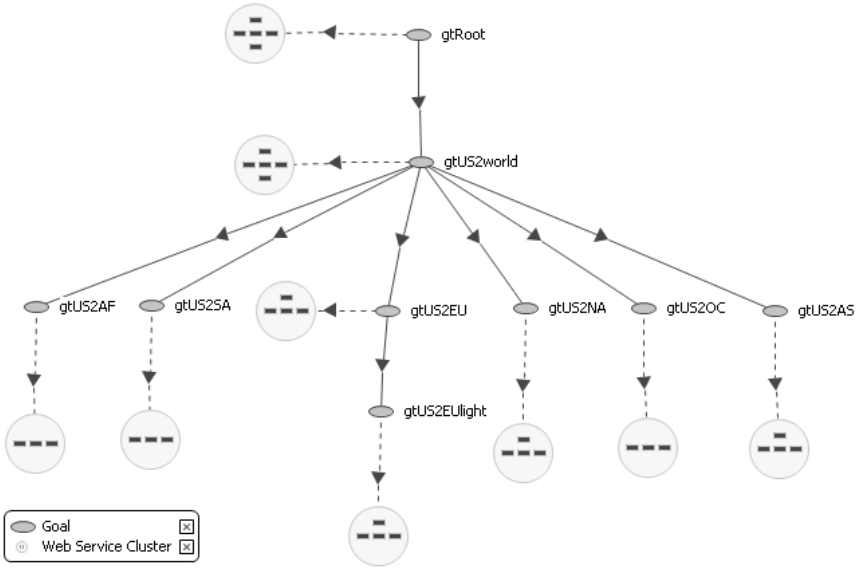 gtRoot
gtUS2world
gtUS2AF
gtUS2SA
gtUS2EU
gtUS2NA
gtUS2OC
gtUS2AS
gtUS2EUlight
Goal
Web Service Cluster